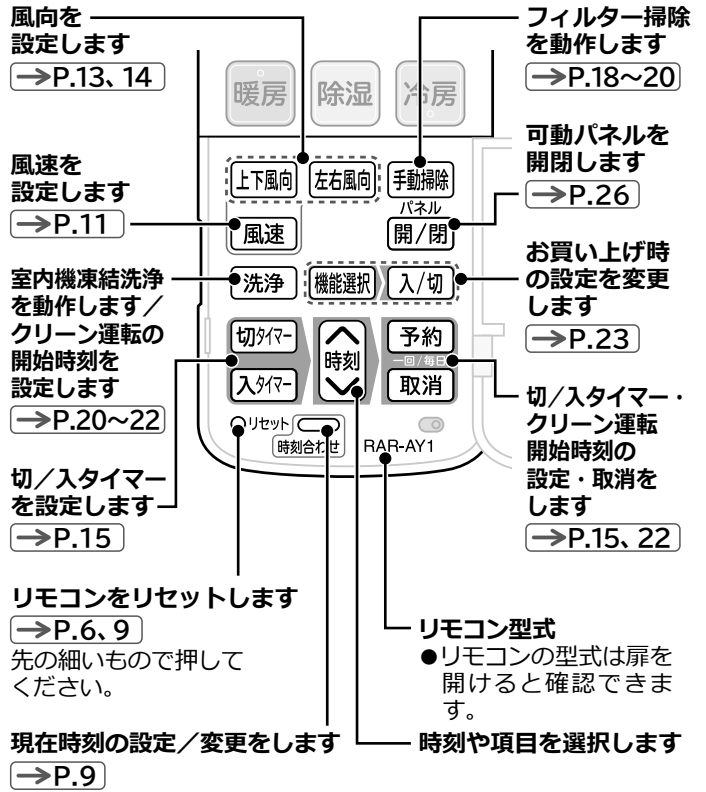 風向を
設定します
→P.13、14
風速を
設定します
→P.11
室内機凍結洗浄
を動作します／
クリーン運転の
開始時刻を
設定します
→P.20～22
切／入タイマー
を設定します
→P.15
リモコンをリセットします
→P.6、9
先の細いもので押して
ください。
現在時刻の設定／変更をします
→P.9
暖房 除湿 冷房
上下風向 左右風向 手動掃除
パネル
風速 開/閉
洗浄 機能選択 入/切
切タイマー 時刻 予約
一回/毎日
入タイマー 取消
リセット
時刻合わせ RAR-AY1
フィルター掃除
を動作します
→P.18～20
可動パネルを
開閉します
→P.26
お買い上げ時
の設定を変更
します
→P.23
切／入タイマー・
クリーン運転
開始時刻の
設定・取消を
します
→P.15、22
リモコン型式
●リモコンの型式は扉を
開けると確認できま
す。
時刻や項目を選択します